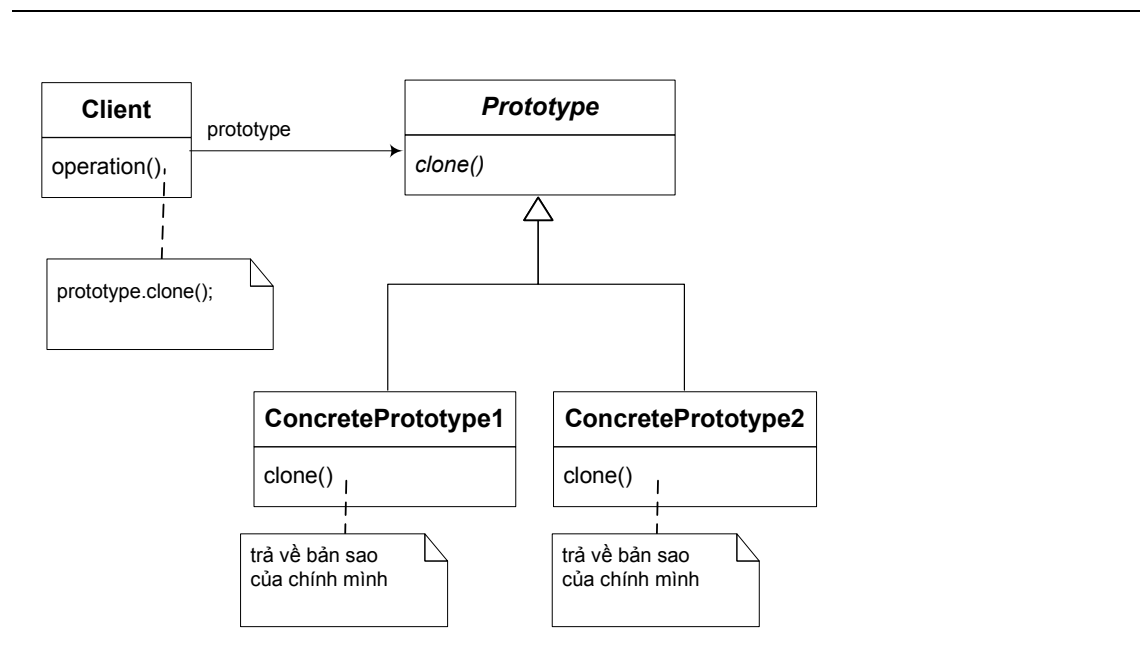 Client
operation()
prototype
Prototype
clone()
prototype.clone();
ConcretePrototype1
clone()
ConcretePrototype2
clone()
trả về bản sao
của chính mình
trả về bản sao
của chính mình